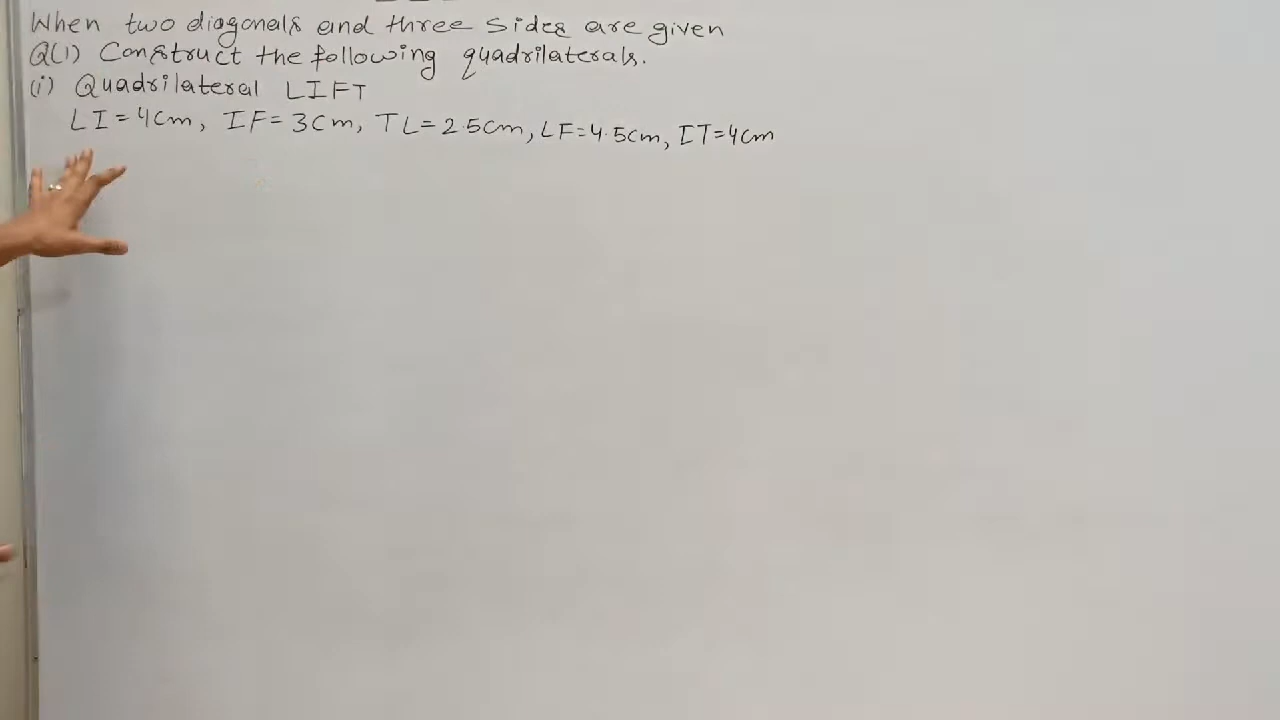 When two diagonals and three sides are given
Q(1) Construct the following quadrilaterals.
(i) Quadrilateral LIFT
LI = 4cm, IF = 3cm, TL = 2.5cm, LF = 4.5cm, IT = 4cm